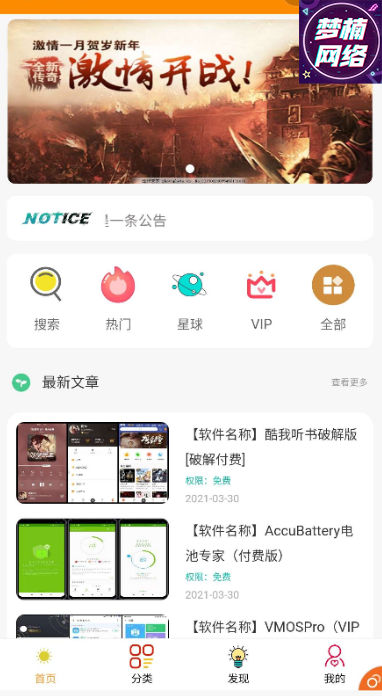 梦楠
网络
激情一月贺岁新年
全新
传奇
激情开战!
NOTICE
一条公告
搜索
热门
星球
VIP
全部
最新文章
查看更多
【软件名称】酷我听书破解版
[破解付费]
权限:免费
2021-03-30
【软件名称】AccuBattery电
池专家(付费版)
权限:免费
2021-03-30
【软件名称】VMOSPro(VIP
首页
分类
发现
我的